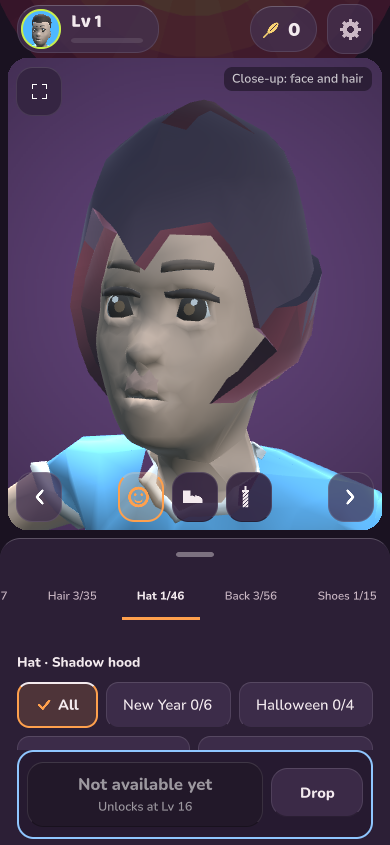 Lv 1
0
Close-up: face and hair
7
Hair 3/35
Hat 1/46
Back 3/56
Shoes 1/15
Hat · Shadow hood
All
New Year 0/6
Halloween 0/4
Not available yet
Unlocks at Lv 16
Drop